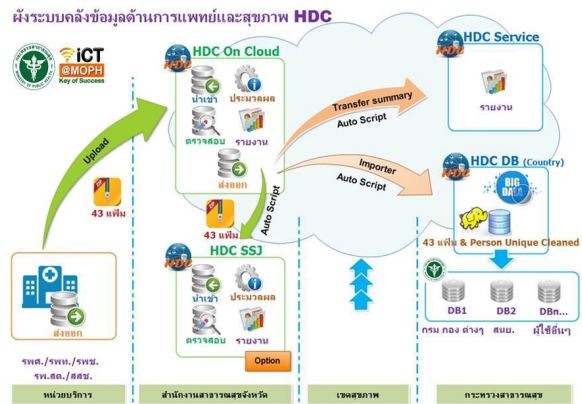 ผังระบบคลังข้อมูลด้านการแพทย์และสุขภาพ HDC
iCT
@MOPH
Key of Success
HDC On Cloud
HDC
นำเข้า
ประมวลผล
ตรวจสอบ
รายงาน
ส่งออก
Upload
43 แฟ้ม
Transfer summary
Auto Script
Importer
Auto Script
HDC Service
HDC
รายงาน
HDC DB (Country)
HDC
BIG DATA
43 แฟ้ม & Person Unique Cleaned
Auto Script
43 แฟ้ม
HDC SSJ
HDC
นำเข้า
ประมวลผล
ตรวจสอบ
รายงาน
Option
ส่งออก
รพศ./รพท./รพช.
รพ.สต./สสช.
DB1
DB2
DBn...
กรม กอง ต่างๆ
สนย.
ผู้ใช้อื่นๆ
หน่วยบริการ
สำนักงานสาธารณสุขจังหวัด
เขตสุขภาพ
กระทรวงสาธารณสุข